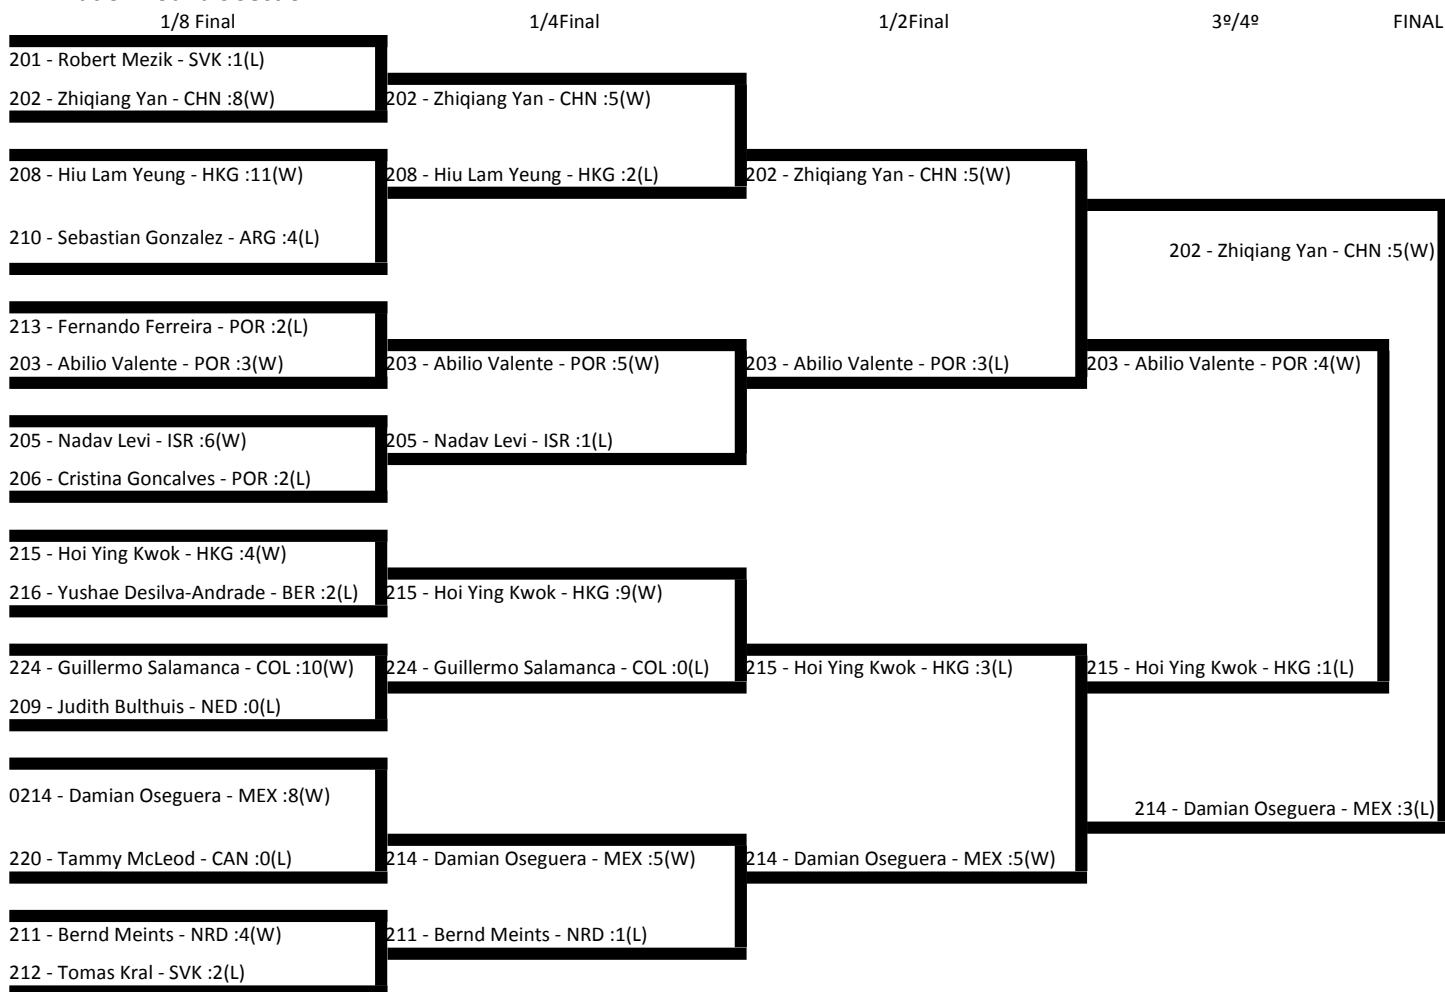 1/8 Final
1/4Final
1/2Final
3º/4º
FINAL
201 - Robert Mezik - SVK :1(L)
202 - Zhiqiang Yan - CHN :8(W)
208 - Hiu Lam Yeung - HKG :11(W)
210 - Sebastian Gonzalez - ARG :4(L)
213 - Fernando Ferreira - POR :2(L)
203 - Abilio Valente - POR :3(W)
205 - Nadav Levi - ISR :6(W)
206 - Cristina Goncalves - POR :2(L)
215 - Hoi Ying Kwok - HKG :4(W)
216 - Yushae Desilva-Andrade - BER :2(L)
224 - Guillermo Salamanca - COL :10(W)
209 - Judith Bulthuis - NED :0(L)
0214 - Damian Oseguera - MEX :8(W)
220 - Tammy McLeod - CAN :0(L)
211 - Bernd Meints - NRD :4(W)
212 - Tomas Kral - SVK :2(L)
202 - Zhiqiang Yan - CHN :5(W)
208 - Hiu Lam Yeung - HKG :2(L)
203 - Abilio Valente - POR :5(W)
205 - Nadav Levi - ISR :1(L)
215 - Hoi Ying Kwok - HKG :9(W)
224 - Guillermo Salamanca - COL :0(L)
214 - Damian Oseguera - MEX :5(W)
211 - Bernd Meints - NRD :1(L)
202 - Zhiqiang Yan - CHN :5(W)
203 - Abilio Valente - POR :3(L)
215 - Hoi Ying Kwok - HKG :3(L)
214 - Damian Oseguera - MEX :5(W)
203 - Abilio Valente - POR :4(W)
215 - Hoi Ying Kwok - HKG :1(L)
202 - Zhiqiang Yan - CHN :5(W)
214 - Damian Oseguera - MEX :3(L)